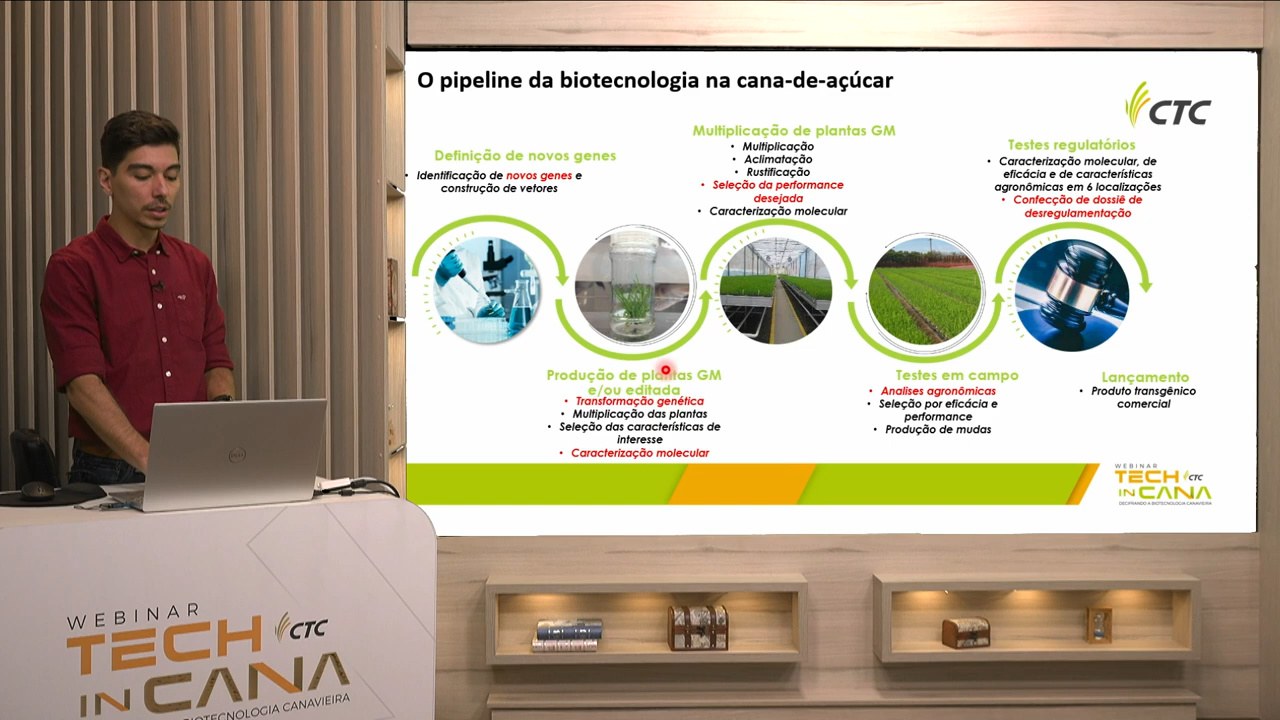 O pipeline da biotecnologia na cana-de-açúcar
CTC
Definição de novos genes
• Identificação de novos genes e
construção de vetores
Multiplicação de plantas GM
• Multiplicação
• Aclimatação
• Rustificação
• Seleção da performance
desejada
• Caracterização molecular
Testes regulatórios
• Caracterização molecular, de
eficácia e de características
agronômicas em 6 localizações
• Confecção de dossiê de
desregulamentação
Produção de plantas GM
e/ou editada
• Transformação genética
• Multiplicação das plantas
• Seleção das características de
interesse
• Caracterização molecular
Testes em campo
• Analises agronômicas
• Seleção por eficácia e
performance
• Produção de mudas
Lançamento
• Produto transgênico
comercial
WEBINAR
TECH CTC
IN CANA
DECIFRANDO A BIOTECNOLOGIA CANAVIEIRA
DELL
WEBINAR
TECH CTC
IN CANA
BIOTECNOLOGIA CANAVIEIRA